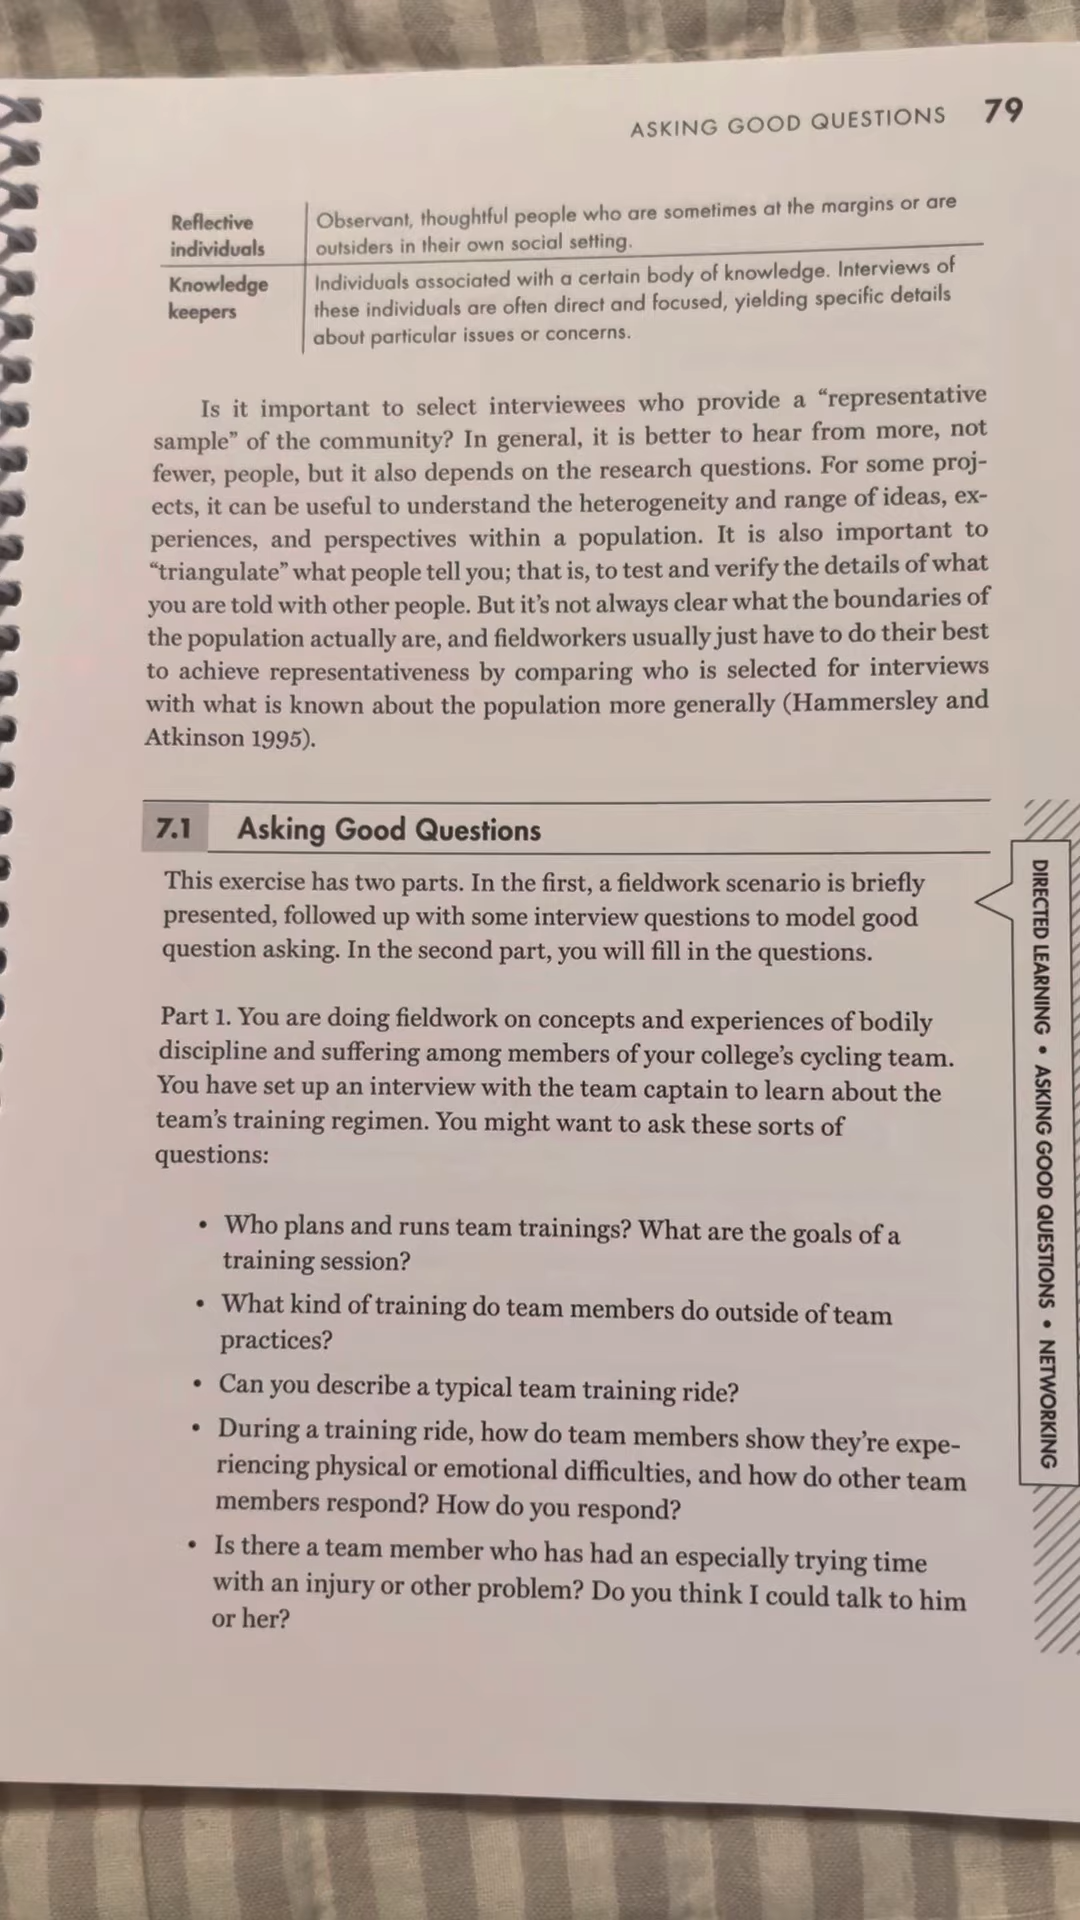 ASKING GOOD QUESTIONS 79
Reflective
individuals
Observant, thoughtful people who are sometimes at the margins or are
outsiders in their own social setting.
Knowledge
keepers
Individuals associated with a certain body of knowledge. Interviews of
these individuals are often direct and focused, yielding specific details
about particular issues or concerns.
Is it important to select interviewees who provide a “representative
sample” of the community? In general, it is better to hear from more, not
fewer, people, but it also depends on the research questions. For some proj-
ects, it can be useful to understand the heterogeneity and range of ideas, ex-
periences, and perspectives within a population. It is also important to
“triangulate” what people tell you; that is, to test and verify the details of what
you are told with other people. But it’s not always clear what the boundaries of
the population actually are, and fieldworkers usually just have to do their best
to achieve representativeness by comparing who is selected for interviews
with what is known about the population more generally (Hammersley and
Atkinson 1995).
7.1 Asking Good Questions
This exercise has two parts. In the first, a fieldwork scenario is briefly
presented, followed up with some interview questions to model good
question asking. In the second part, you will fill in the questions.
Part 1. You are doing fieldwork on concepts and experiences of bodily
discipline and suffering among members of your college’s cycling team.
You have set up an interview with the team captain to learn about the
team’s training regimen. You might want to ask these sorts of
questions:
• Who plans and runs team trainings? What are the goals of a
training session?
• What kind of training do team members do outside of team
practices?
• Can you describe a typical team training ride?
• During a training ride, how do team members show they’re expe-
riencing physical or emotional difficulties, and how do other team
members respond? How do you respond?
• Is there a team member who has had an especially trying time
with an injury or other problem? Do you think I could talk to him
or her?
DIRECTED LEARNING • ASKING GOOD QUESTIONS • NETWORKING